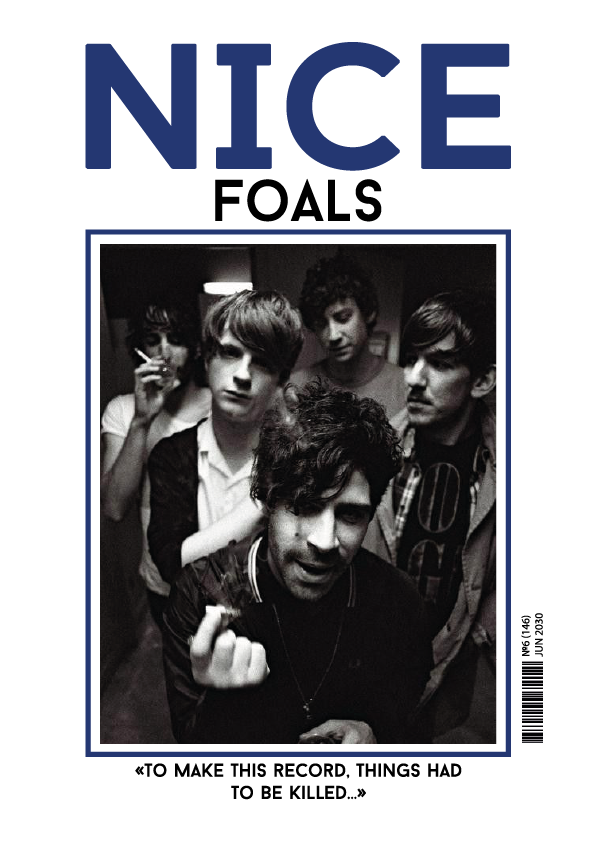 NICE
FOALS
№6 (146)
JUN 2030
«TO MAKE THIS RECORD, THINGS HAD
TO BE KILLED...»